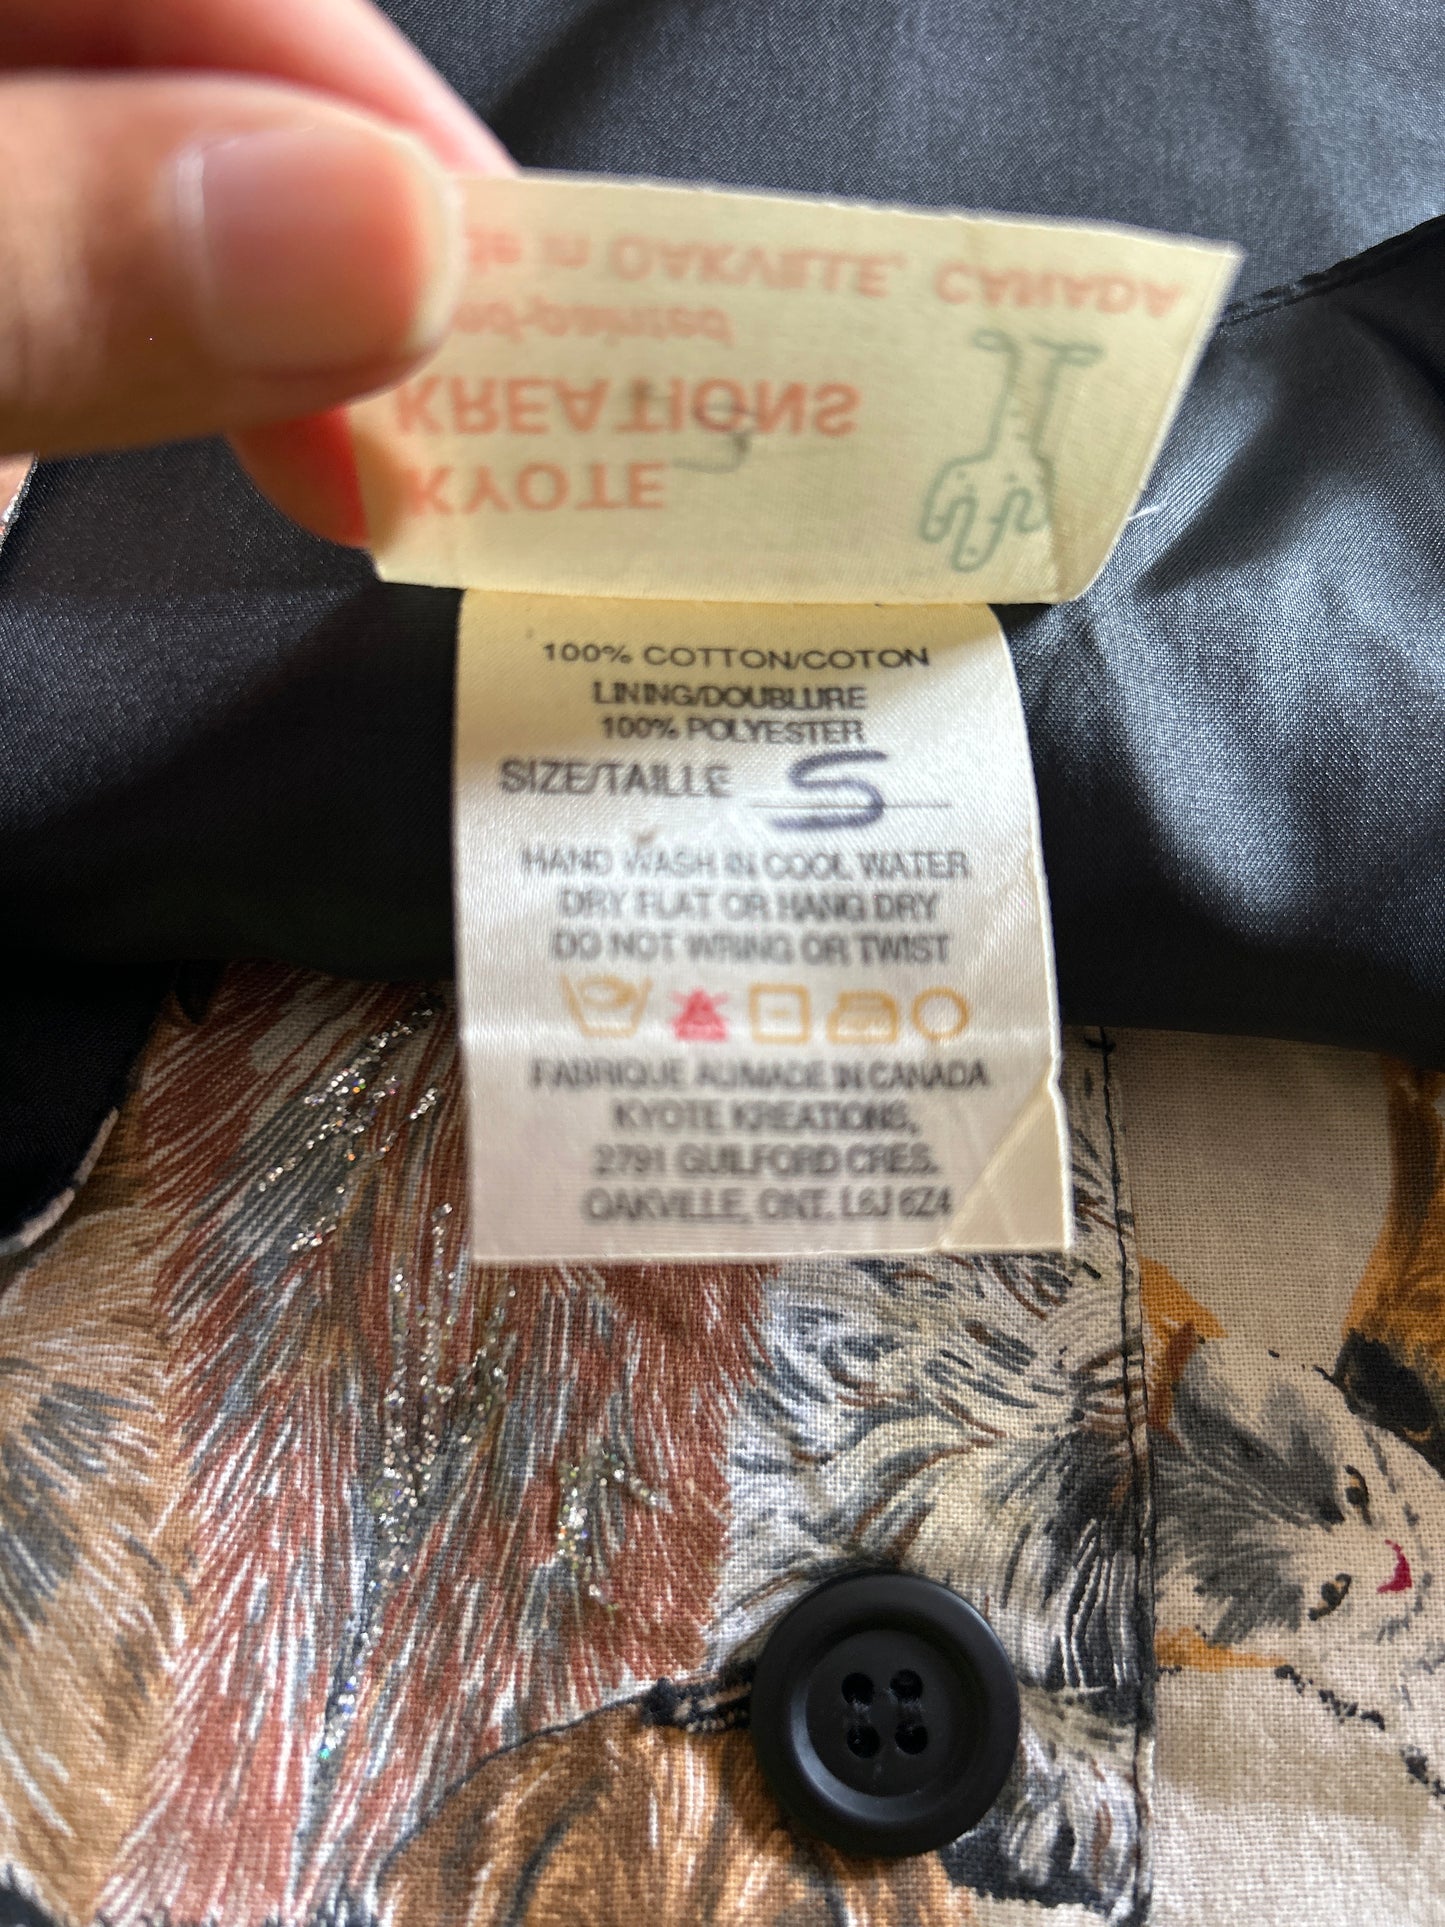 KYOTE
KREATIONS
in OAKVILLE, CANADA
100% COTTON/COTON
LINING/DOUBLURE
100% POLYESTER
SIZE/TAILLE S
HAND WASH IN COOL WATER
DRY FLAT OR HANG DRY
DO NOT WRING OR TWIST
FABRIQUE AU/MADE IN CANADA
KYOTE KREATIONS,
2791 GUILFORD CRES.
OAKVILLE, ONT. L6J 6Z4